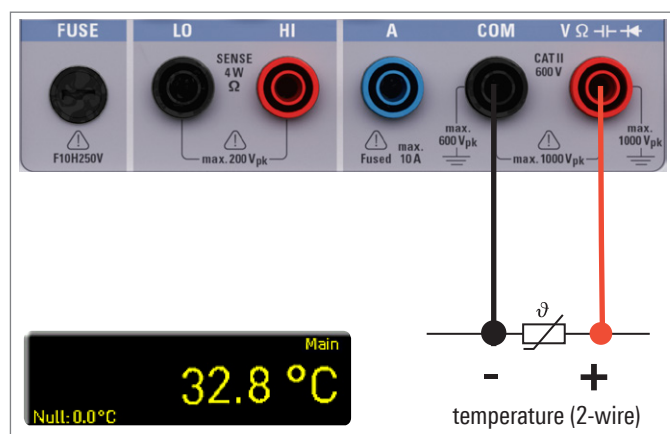 FUSE
LO
HI
A
COM
V Ω ⊣⊢ ➔|
SENSE
4W
Ω
CAT II
600 V
F10H250V
max. 200 Vpk
Fused
max.
10 A
max.
600 Vpk
max. 1000 Vpk
max.
1000 Vpk
ϑ
- +
temperature (2-wire)
Main
32.8 °C
Null: 0.0°C